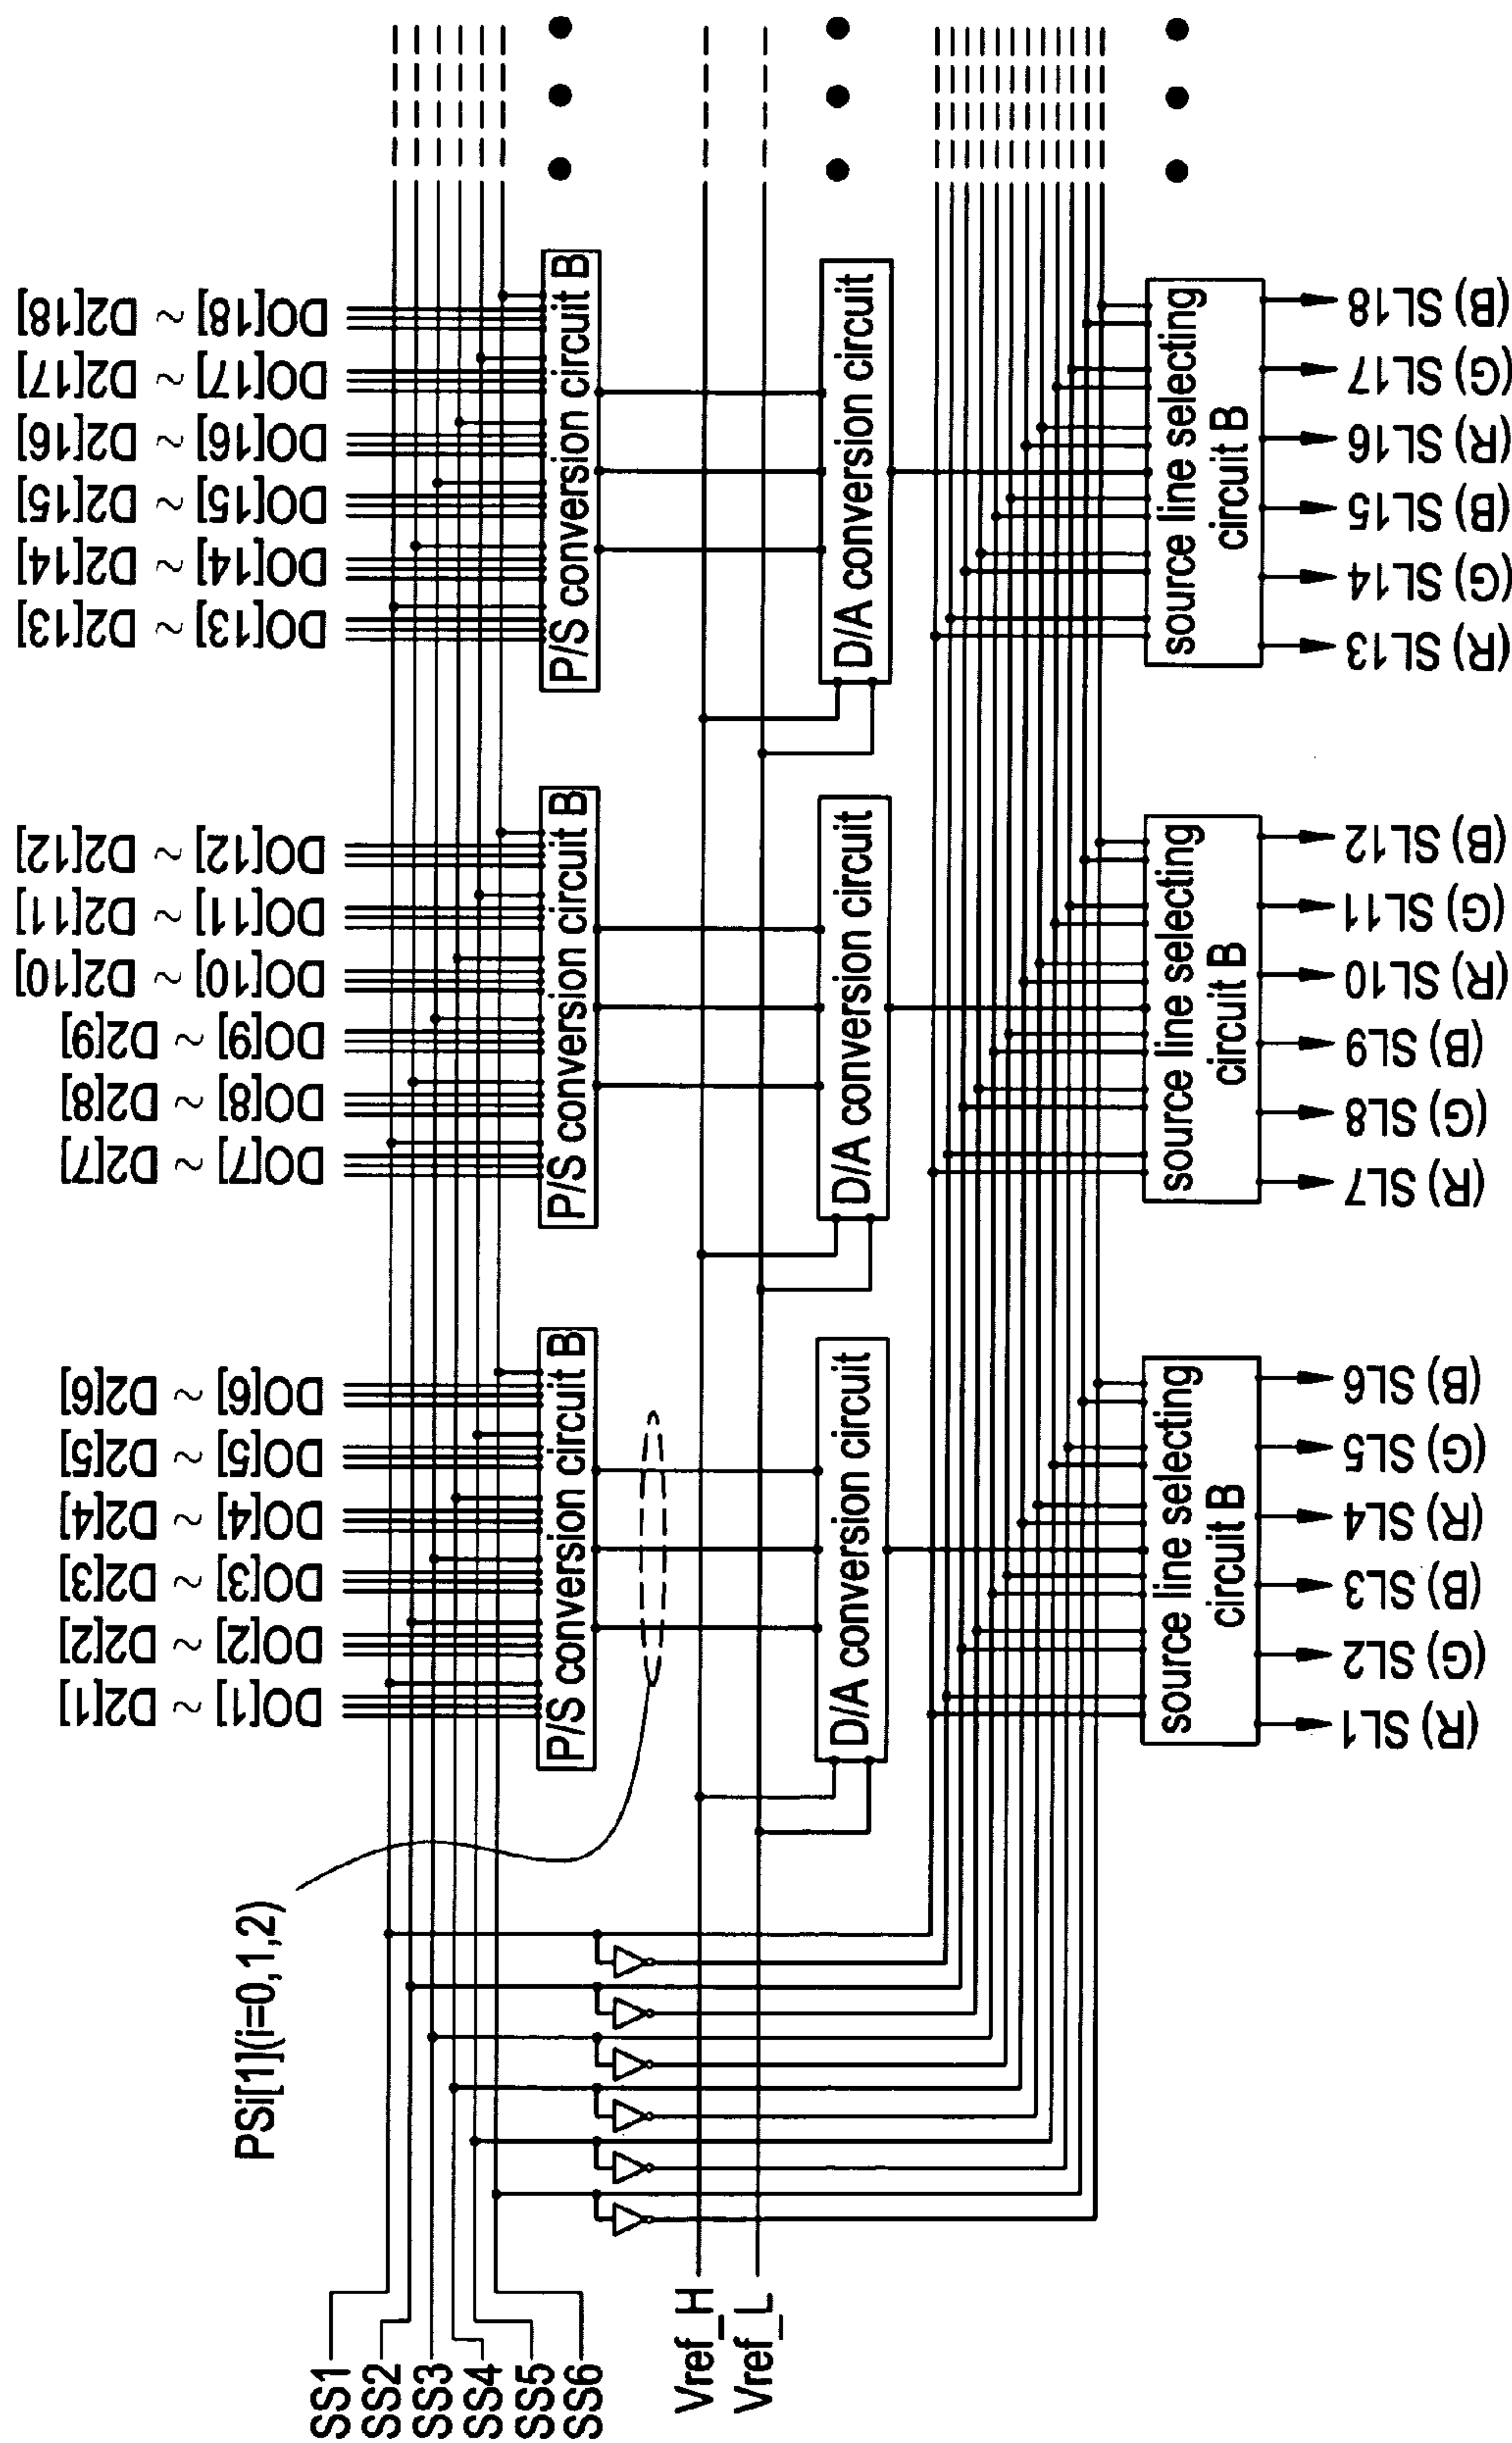 DO[1] ~ D2[1]
DO[2] ~ D2[2]
DO[3] ~ D2[3]
DO[4] ~ D2[4]
DO[5] ~ D2[5]
DO[6] ~ D2[6]
DO[7] ~ D2[7]
DO[8] ~ D2[8]
DO[9] ~ D2[9]
DO[10] ~ D2[10]
DO[11] ~ D2[11]
DO[12] ~ D2[12]
DO[13] ~ D2[13]
DO[14] ~ D2[14]
DO[15] ~ D2[15]
DO[16] ~ D2[16]
DO[17] ~ D2[17]
DO[18] ~ D2[18]
PSi[1](i=0,1,2)
SS1
SS2
SS3
SS4
SS5
SS6
P/S conversion circuit B
P/S conversion circuit B
P/S conversion circuit B
Vref_H
Vref_L
D/A conversion circuit
D/A conversion circuit
D/A conversion circuit
source line selecting
circuit B
source line selecting
circuit B
source line selecting
circuit B
(R) SL1
(G) SL2
(B) SL3
(R) SL4
(G) SL5
(B) SL6
(R) SL7
(G) SL8
(B) SL9
(R) SL10
(G) SL11
(B) SL12
(R) SL13
(G) SL14
(B) SL15
(R) SL16
(G) SL17
(B) SL18